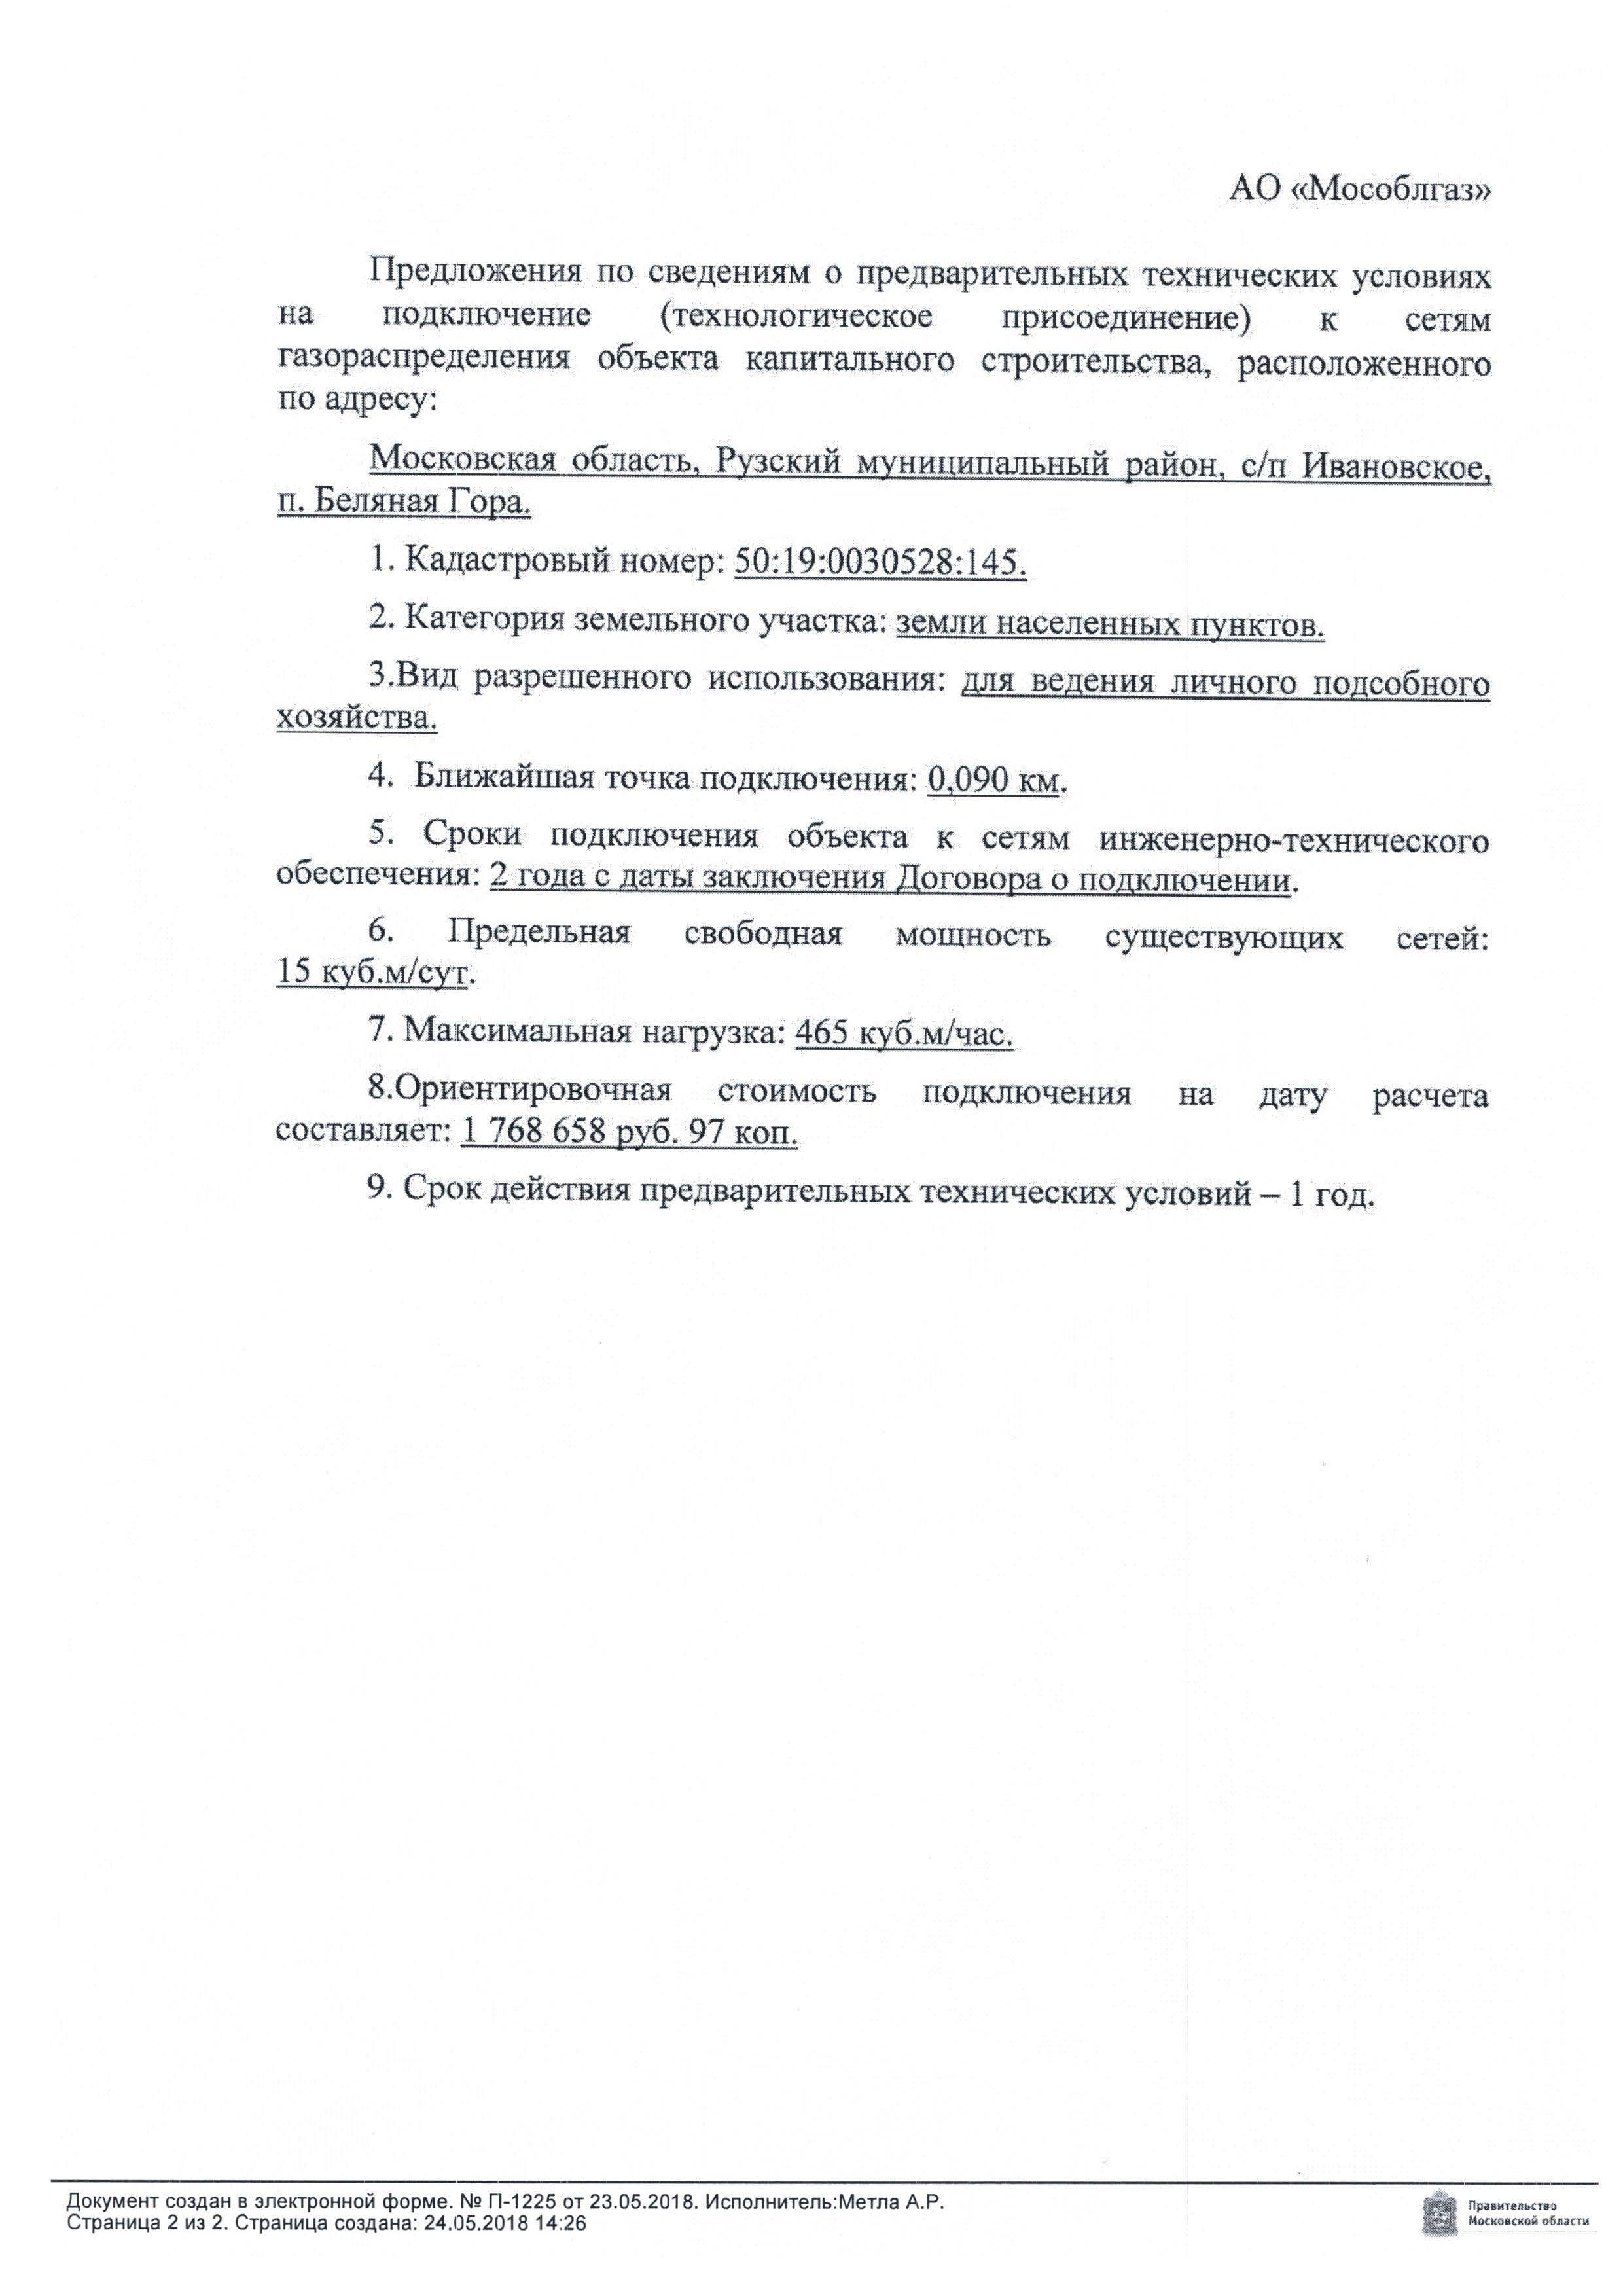 АО «Мособлгаз»
Предложения по сведениям о предварительных технических условиях
на подключение (технологическое присоединение) к сетям
газораспределения объекта капитального строительства, расположенного
по адресу:
Московская область, Рузский муниципальный район, с/п Ивановское,
п. Беляная Гора.
1. Кадастровый номер: 50:19:0030528:145.
2. Категория земельного участка: земли населенных пунктов.
3.Вид разрешенного использования: для ведения личного подсобного
хозяйства.
4. Ближайшая точка подключения: 0,090 км.
5. Сроки подключения объекта к сетям инженерно-технического
обеспечения: 2 года с даты заключения Договора о подключении.
6. Предельная свободная мощность существующих сетей:
15 куб.м/сут.
7. Максимальная нагрузка: 465 куб.м/час.
8.Ориентировочная стоимость подключения на дату расчета
составляет: 1 768 658 руб. 97 коп.
9. Срок действия предварительных технических условий – 1 год.
Документ создан в электронной форме. № П-1225 от 23.05.2018. Исполнитель:Метла А.Р.
Страница 2 из 2. Страница создана: 24.05.2018 14:26
Правительство
Московской области